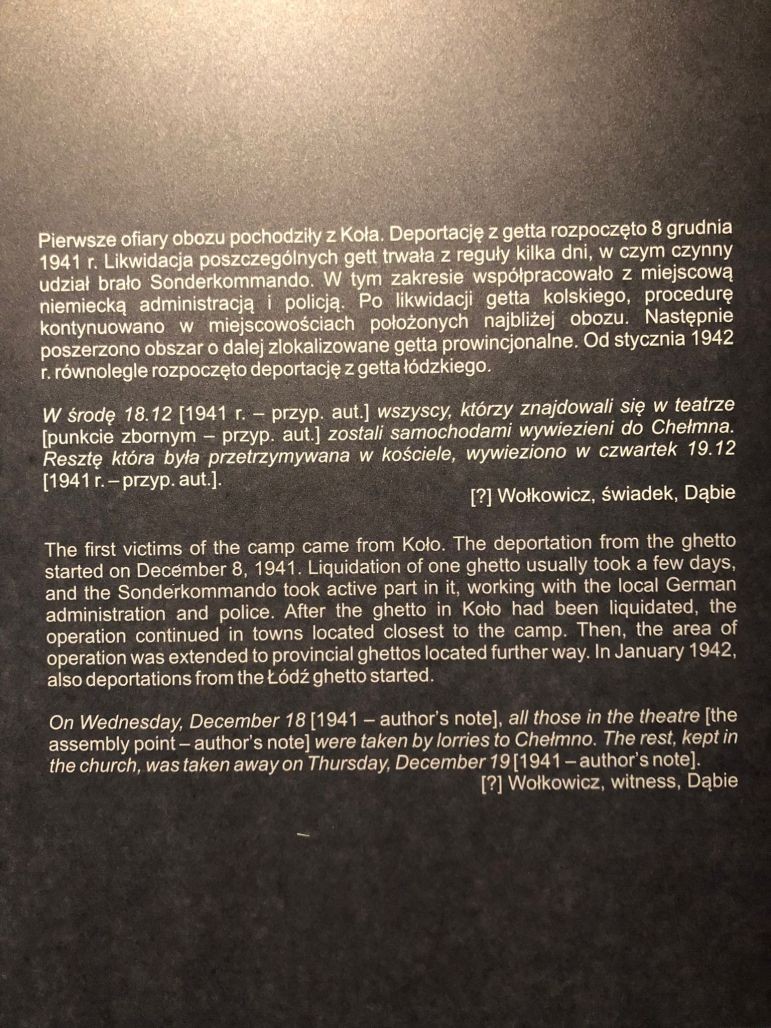 Pierwsze ofiary obozu pochodziły z Koła. Deportację z getta rozpoczęto 8 grudnia
1941 r. Likwidacja poszczególnych gett trwała z reguły kilka dni, w czym czynny
udział brało Sonderkommando. W tym zakresie współpracowało z miejscową
niemiecką administracją i policją. Po likwidacji getta kolskiego, procedurę
kontynuowano w miejscowościach położonych najbliżej obozu. Następnie
poszerzono obszar o dalej zlokalizowane getta prowincjonalne. Od stycznia 1942
r. równolegle rozpoczęto deportację z getta łódzkiego.
W środę 18.12 [1941 r. – przyp. aut.] wszyscy, którzy znajdowali się w teatrze
[punkcie zbornym – przyp. aut.] zostali samochodami wywiezieni do Chełmna.
Resztę która była przetrzymywana w kościele, wywieziono w czwartek 19.12
[1941 r. – przyp. aut.].
[?] Wołkowicz, świadek, Dąbie
The first victims of the camp came from Koło. The deportation from the ghetto
started on December 8, 1941. Liquidation of one ghetto usually took a few days,
and the Sonderkommando took active part in it, working with the local German
administration and police. After the ghetto in Koło had been liquidated, the
operation continued in towns located closest to the camp. Then, the area of
operation was extended to provincial ghettos located further way. In January 1942,
also deportations from the Łódź ghetto started.
On Wednesday, December 18 [1941 – author's note], all those in the theatre [the
assembly point – author's note] were taken by lorries to Chełmno. The rest, kept in
the church, was taken away on Thursday, December 19 [1941 – author's note].
[?] Wołkowicz, witness, Dąbie